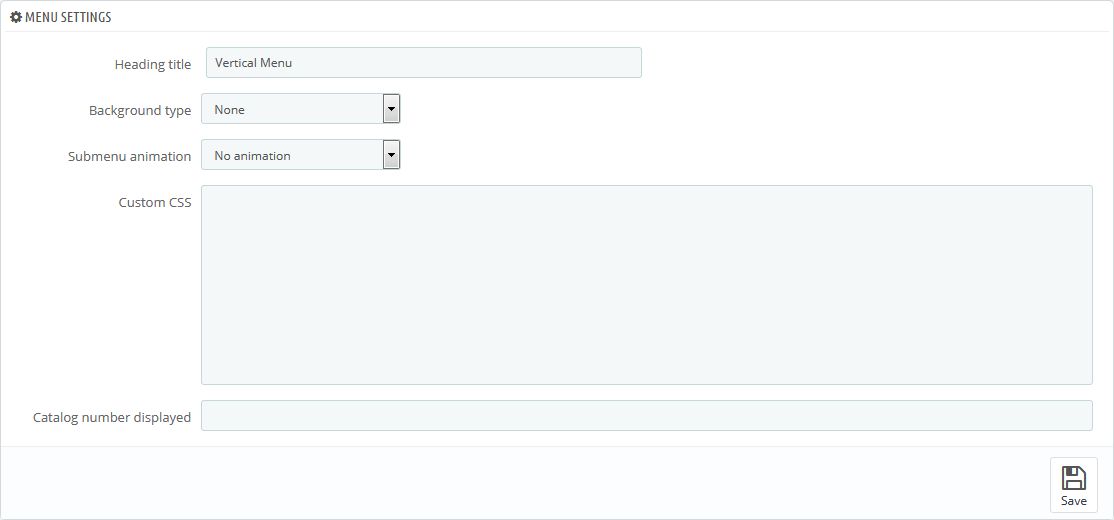 MENU SETTINGS
Heading title Vertical Menu
Background type None
Submenu animation No animation
Custom CSS
Catalog number displayed
Save